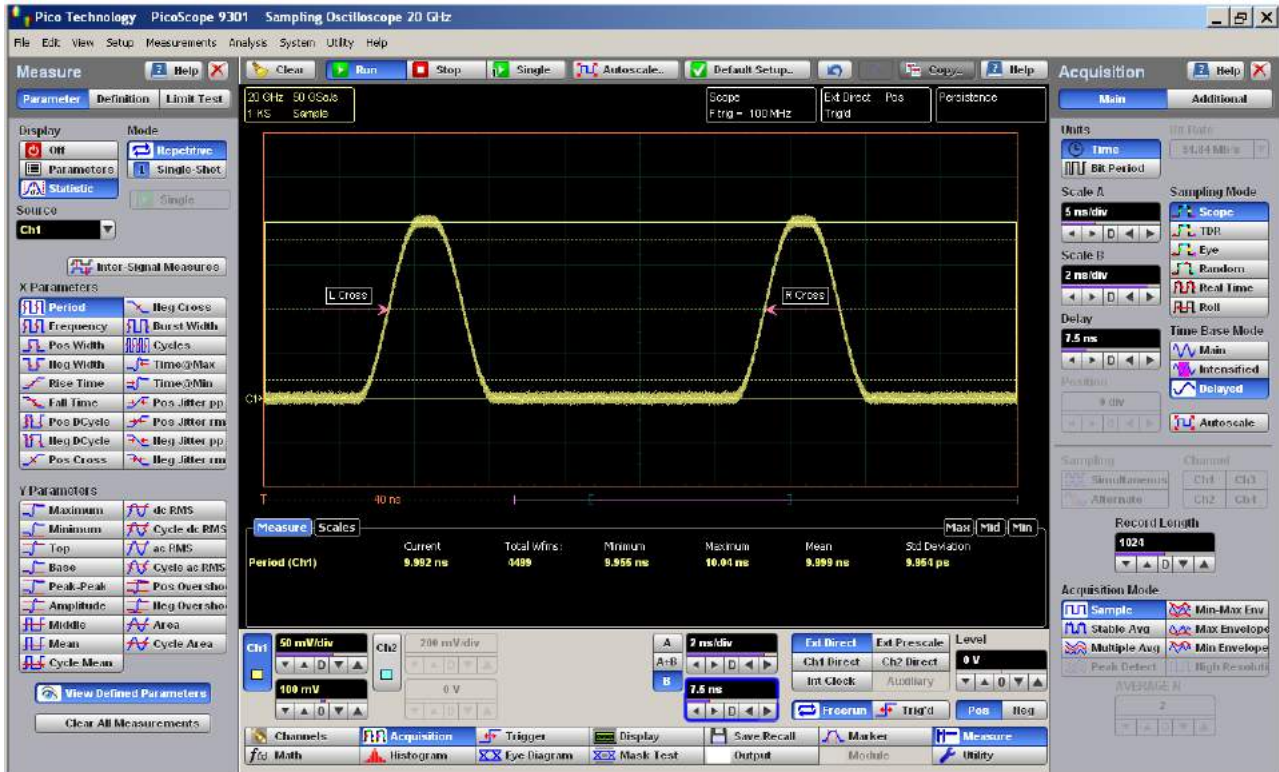 Pico Technology PicoScope 9301 Sampling Oscilloscope 20 GHz
File Edit View Setup Measurements Analysis System Utility Help
Measure
Help
Parameter Definition Limit Test
Display
Mode
Off
Repetitive
Parameters
Single-Shot
Statistic
Single
Source
Ch1
Inter-Signal Measures
X Parameters
Period
Neg Cross
Frequency
Burst Width
Pos Width
Cycles
Neg Width
Time@Max
Rise Time
Time@Min
Fall Time
Pos Jitter pp
Pos DCycle
Pos Jitter rm
Neg DCycle
Neg Jitter pp
Pos Cross
Neg Jitter rm
Y Parameters
Maximum
dc RMS
Minimum
Cycle dc RMS
Top
ac RMS
Base
Cycle ac RMS
Peak-Peak
Pos Oversho
Amplitude
Neg Oversho
Middle
Area
Mean
Cycle Area
Cycle Mean
View Defined Parameters
Clear All Measurements
Clear Run Stop Single Autoscale... Default Setup... Copy... Help
20 GHz 50 GSa/s
1 KS Sample
Scope
F trig = 100 MHz
Ext Direct Pos
Trig'd
Persistence
L Cross
R Cross
C1
T
40 ns
Measure Scales
Max Mid Min
Current Total Wfms: Minimum Maximum Mean Std Deviation
Period (Ch1) 9.992 ns 4499 9.955 ns 10.04 ns 9.999 ns 9.954 ps
Ch1
50 mV/div
D
100 mV
0
Ch2
200 mV/div
D
0 V
D
A
A+B
B
2 ns/div
D
7.5 ns
D
Ext Direct Ext Prescale
Ch1 Direct Ch2 Direct
Int Clock Auxiliary
Freerun Trig'd
Level
0 V
0
Pos Neg
Channels Acquisition Trigger Display Save/Recall Marker Measure
Math Histogram Eye Diagram Mask Test Output Module Utility
Acquisition
Help
Main Additional
Units
Bit Rate
Time
51.84 Mb/s
Bit Period
Scale A
5 ns/div
D
Scale B
2 ns/div
D
Delay
7.5 ns
D
Position
0 div
Sampling Mode
Scope
TDR
Eye
Random
Real Time
Roll
Time Base Mode
Main
Intensified
Delayed
Autoscale
Sampling
Channel
Simultaneous
Ch1 Ch3
Alternate
Ch2 Ch4
Record Length
1024
D
Acquisition Mode
Sample
Min-Max Env
Stable Avg
Max Envelope
Multiple Avg
Min Envelope
Peak Detect
High Resoluti
AVERAGE N
2
D